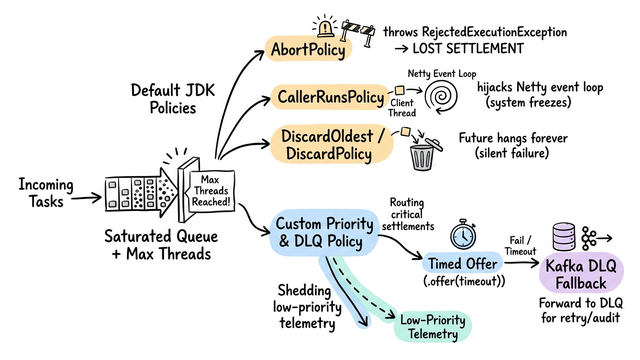 Incoming
Tasks
Max
Threads
Reached!
Saturated Queue
+ Max Threads
Default JDK
Policies
AbortPolicy
throws RejectedExecutionException
→ LOST SETTLEMENT
CallerRunsPolicy
Client
Thread
Netty Event Loop
hijacks Netty event loop
(system freezes)
DiscardOldest /
DiscardPolicy
Future hangs forever
(silent failure)
Custom Priority
& DLQ Policy
Routing
critical
settlements
Timed Offer
(.offer(timeout))
Fail /
Timeout
Kafka DLQ
Fallback
Forward to DLQ
for retry/audit
Shedding
low-priority
telemetry
Low-Priority
Telemetry